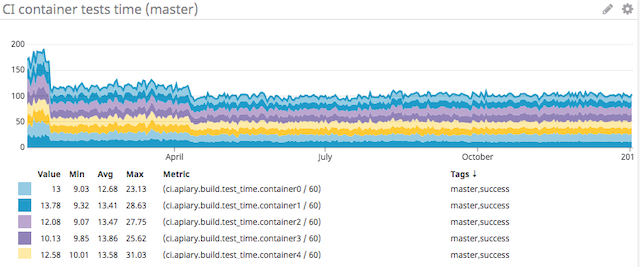 CI container tests time (master)
200
150
100
50
0
April July October 201
Value Min Avg Max Metric Tags ↓
13 9.03 12.68 23.13 (ci.apiary.build.test_time.container0 / 60) master,success
13.78 9.32 13.41 28.63 (ci.apiary.build.test_time.container1 / 60) master,success
12.08 9.07 13.47 27.75 (ci.apiary.build.test_time.container2 / 60) master,success
10.13 9.85 13.86 25.62 (ci.apiary.build.test_time.container3 / 60) master,success
12.58 10.01 13.58 31.03 (ci.apiary.build.test_time.container4 / 60) master,success